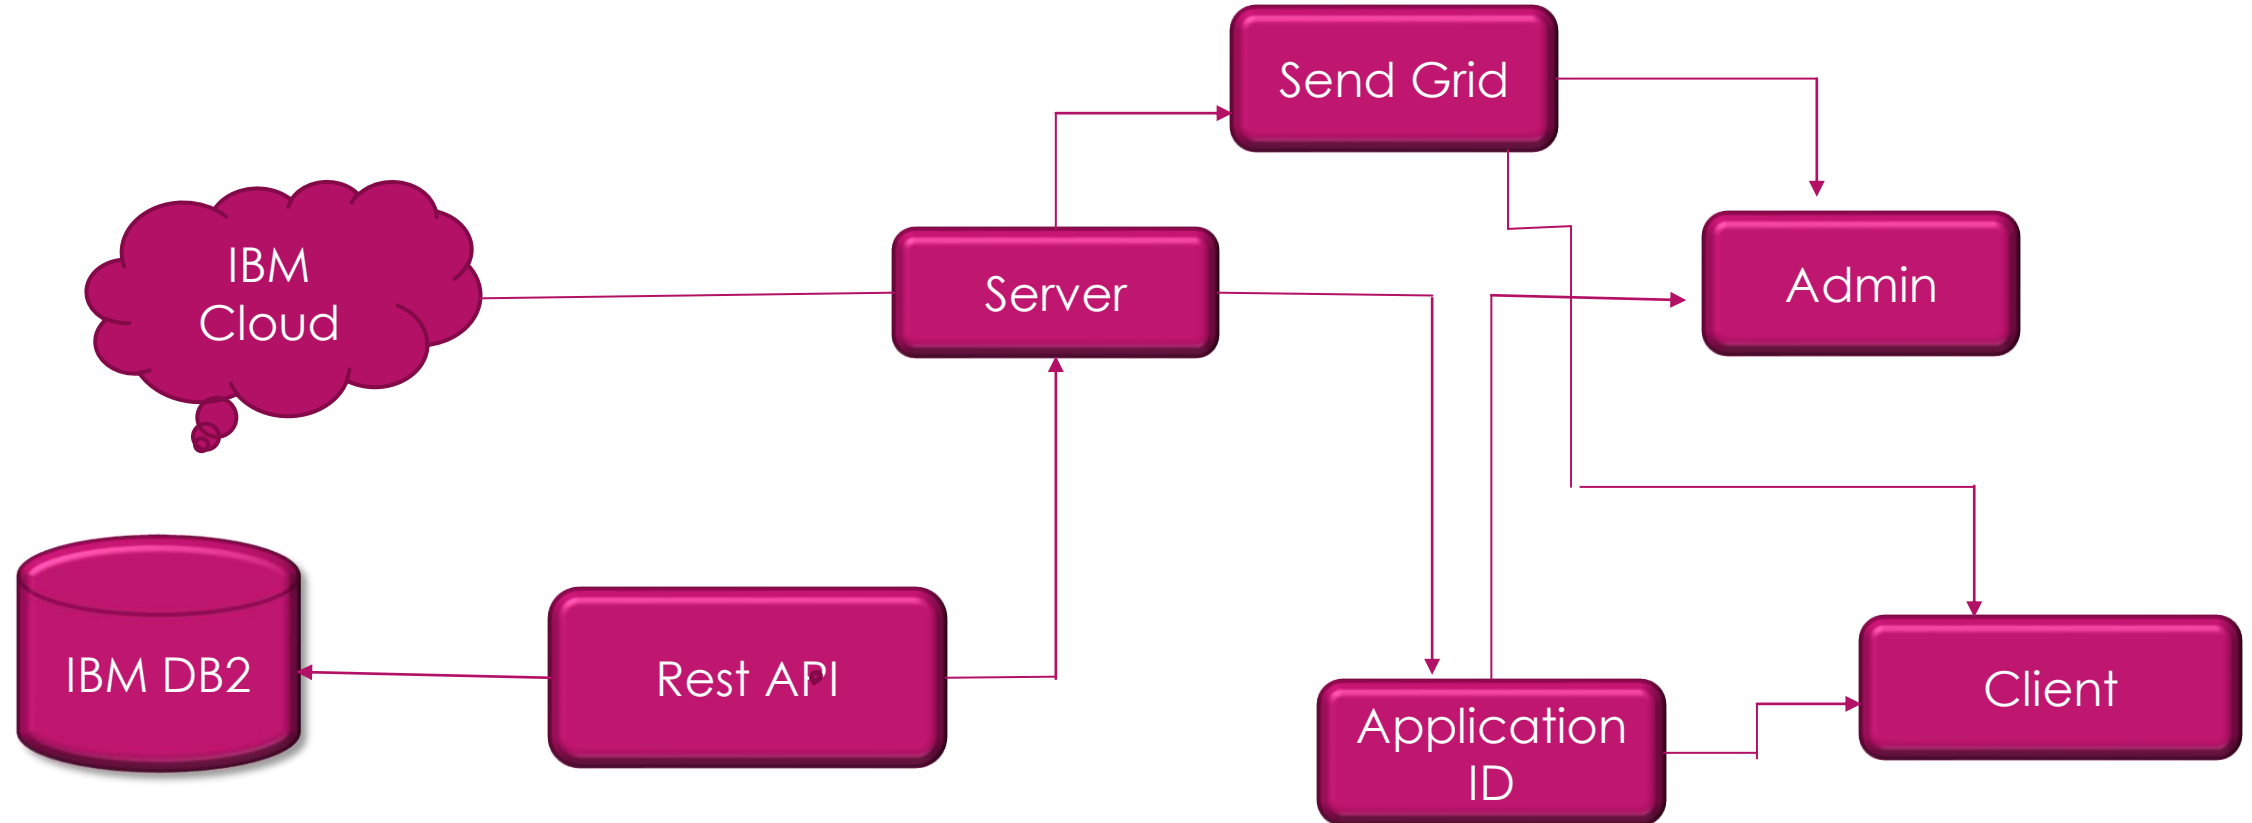 Send Grid
IBM
Cloud
Server
Admin
IBM DB2
Rest API
Application
ID
Client